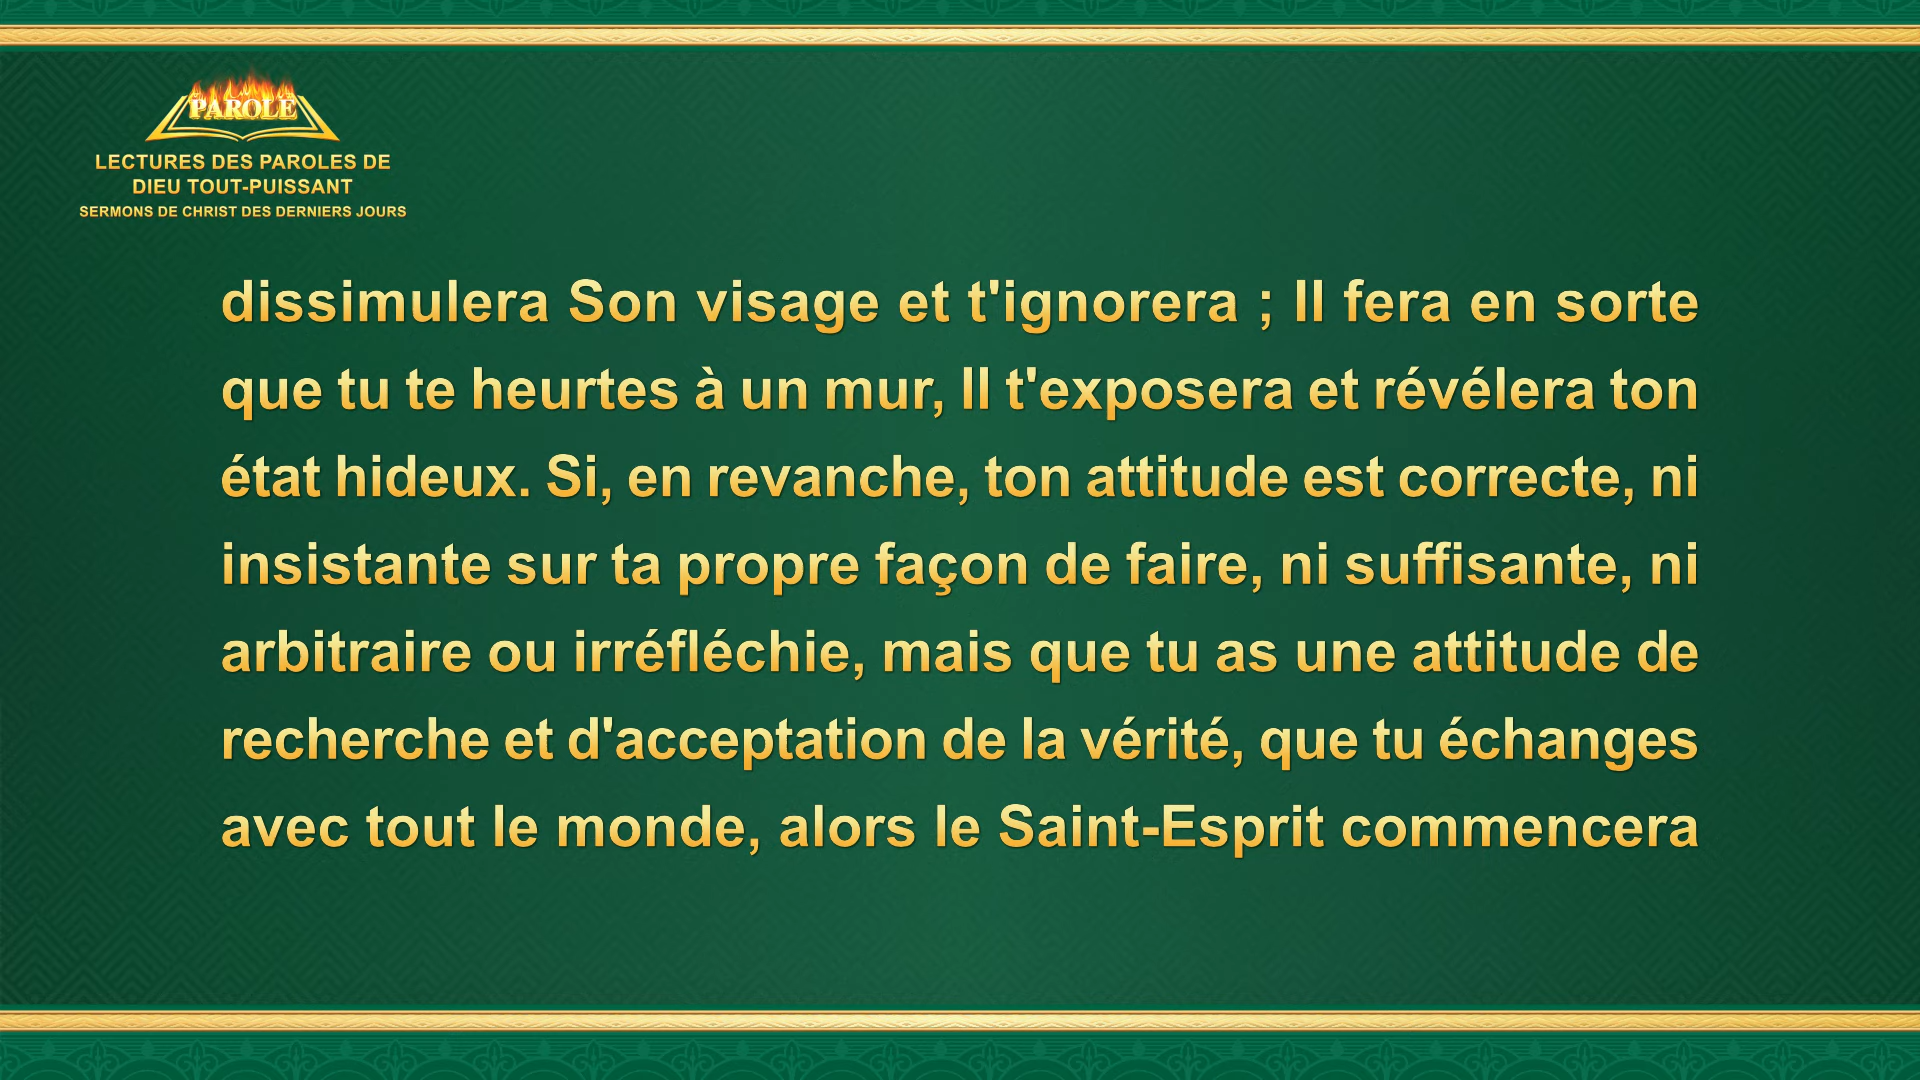 PAROLE
LECTURES DES PAROLES DE
DIEU TOUT-PUISSANT
SERMONS DE CHRIST DES DERNIERS JOURS
dissimulera Son visage et t'ignorera ; Il fera en sorte
que tu te heurtes à un mur, Il t'exposera et révélera ton
état hideux. Si, en revanche, ton attitude est correcte, ni
insistante sur ta propre façon de faire, ni suffisante, ni
arbitraire ou irréfléchie, mais que tu as une attitude de
recherche et d'acceptation de la vérité, que tu échanges
avec tout le monde, alors le Saint-Esprit commencera